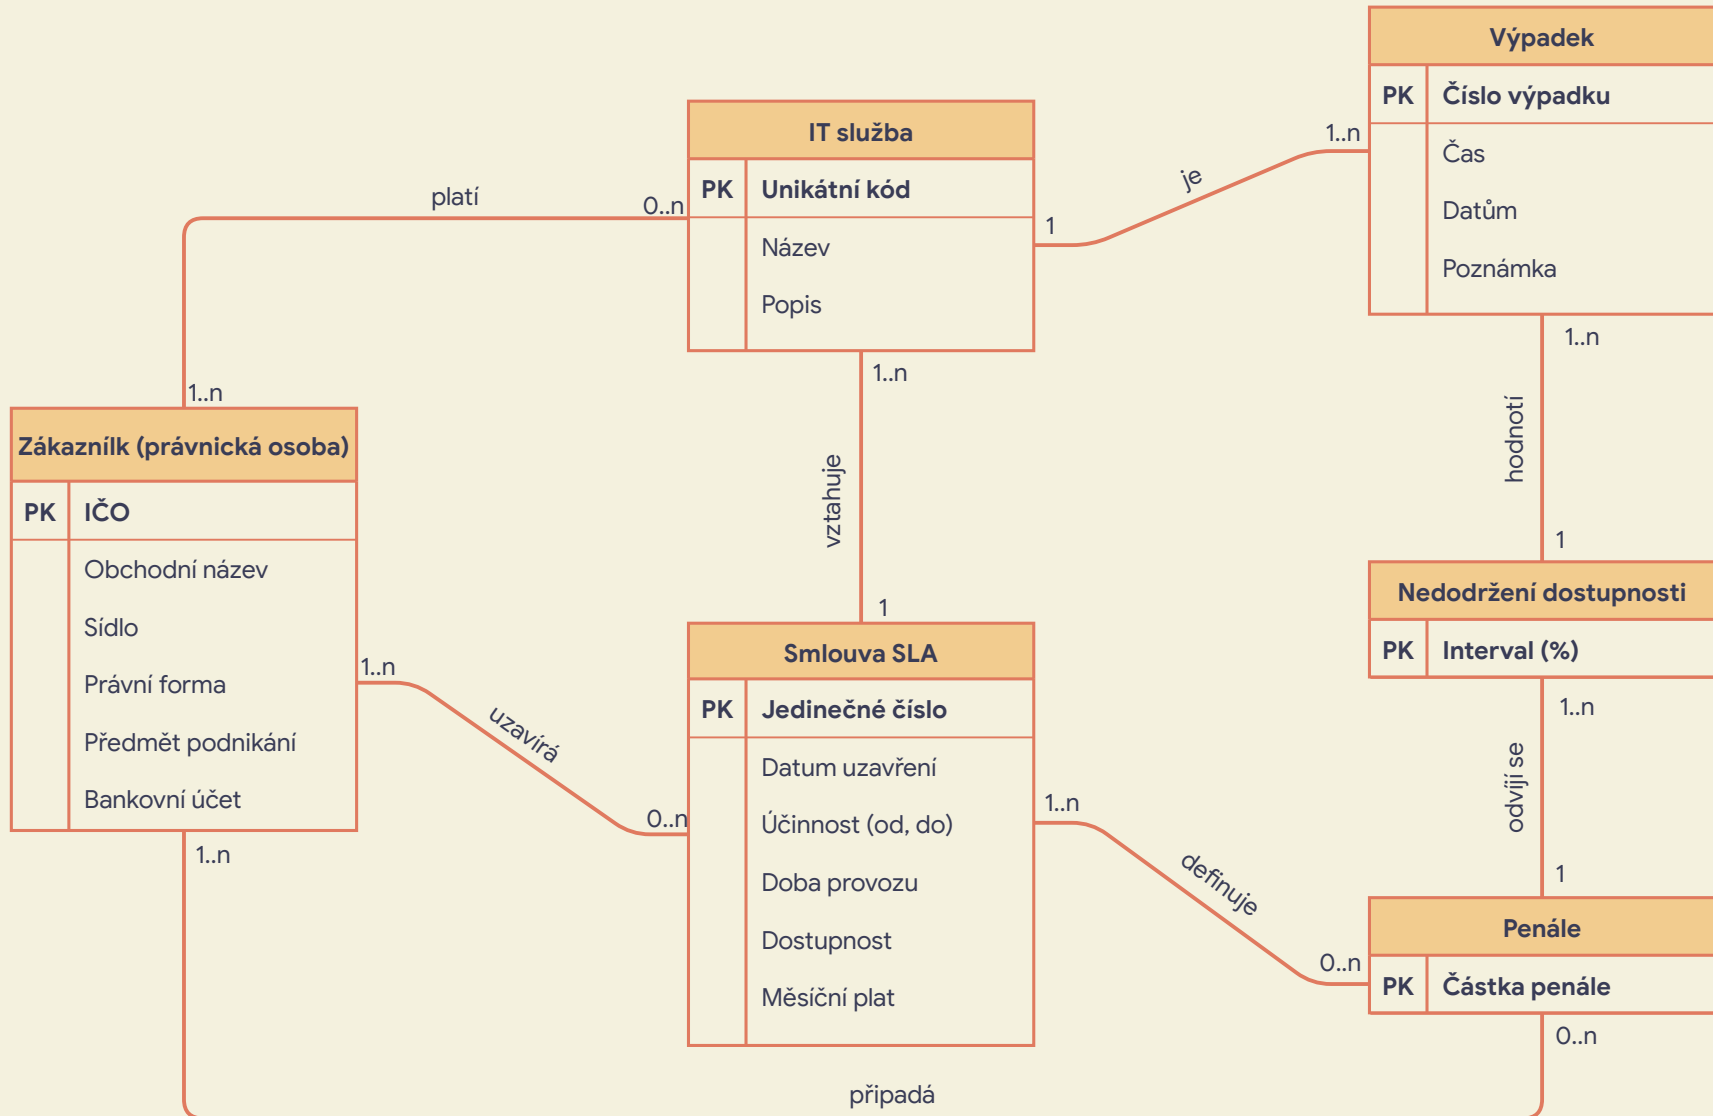 Výpadek
PK Číslo výpadku
Čas
Datům
Poznámka
IT služba
PK Unikátní kód
Název
Popis
platí
0..n
1..n
je
1
1..n
1..n
vztahuje
1
1..n
hodnotí
1
Zákaznílk (právnická osoba)
PK IČO
Obchodní název
Sídlo
Právní forma
Předmět podnikání
Bankovní účet
1..n
uzavírá
0..n
Smlouva SLA
PK Jedinečné číslo
Datum uzavření
Účinnost (od, do)
Doba provozu
Dostupnost
Měsíční plat
Nedodržení dostupnosti
PK Interval (%)
1..n
odvíjí se
1
1..n
definuje
0..n
Penále
PK Částka penále
0..n
1..n
připadá